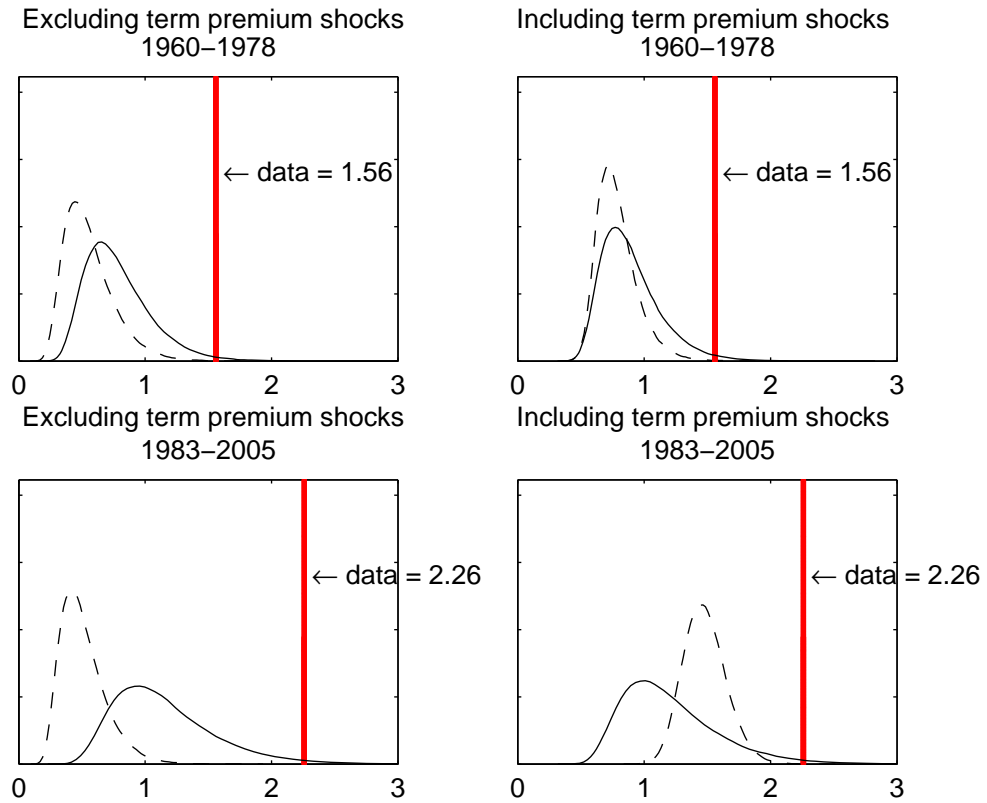 Excluding term premium shocks
1960−1978
← data = 1.56
0 1 2 3
Including term premium shocks
1960−1978
← data = 1.56
0 1 2 3
Excluding term premium shocks
1983−2005
← data = 2.26
0 1 2 3
Including term premium shocks
1983−2005
← data = 2.26
0 1 2 3